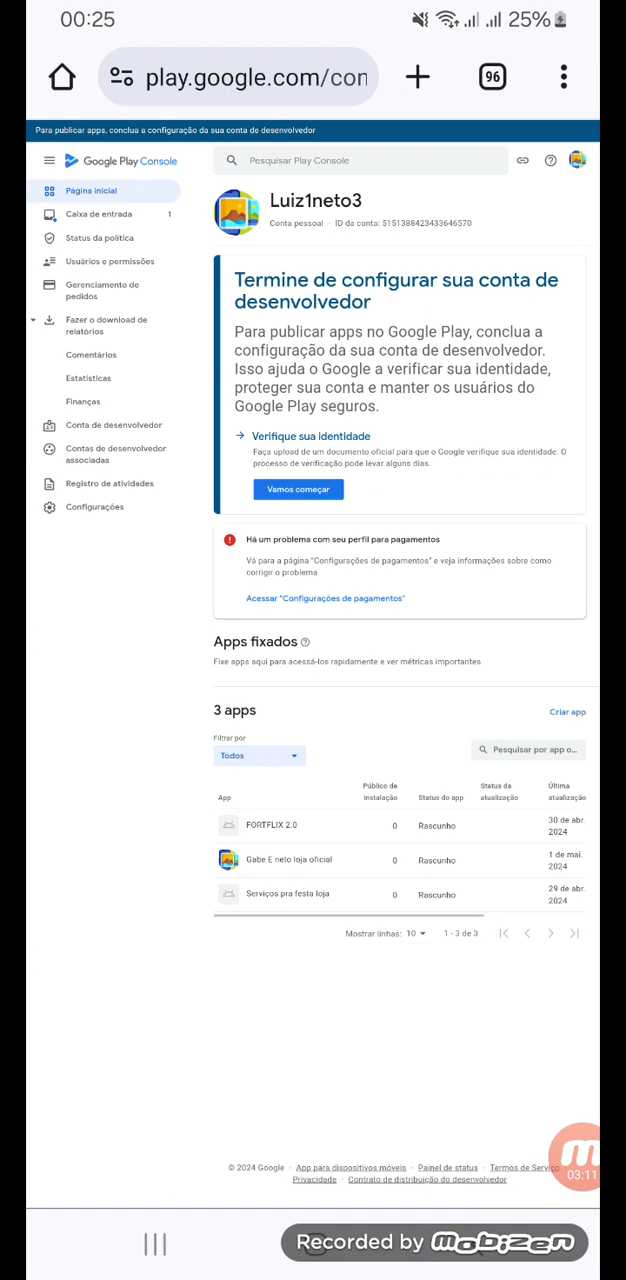 00:25
25%
play.google.com/con
96
Para publicar apps, conclua a configuração da sua conta de desenvolvedor
Google Play Console
Pesquisar Play Console
Página inicial
Caixa de entrada 1
Status da política
Usuários e permissões
Gerenciamento de
pedidos
Fazer o download de
relatórios
Comentários
Estatísticas
Finanças
Conta de desenvolvedor
Contas de desenvolvedor
associadas
Registro de atividades
Configurações
Luiz1neto3
Conta pessoal · ID da conta: 5151388423433646570
Termine de configurar sua conta de
desenvolvedor
Para publicar apps no Google Play, conclua a
configuração da sua conta de desenvolvedor.
Isso ajuda o Google a verificar sua identidade,
proteger sua conta e manter os usuários do
Google Play seguros.
Verifique sua identidade
Faça upload de um documento oficial para que o Google verifique sua identidade. O
processo de verificação pode levar alguns dias.
Vamos começar
Há um problema com seu perfil para pagamentos
Vá para a página "Configurações de pagamentos" e veja informações sobre como
corrigir o problema
Acessar "Configurações de pagamentos"
Apps fixados
Fixe apps aqui para acessá-los rapidamente e ver métricas importantes
3 apps
Criar app
Filtrar por
Todos
Pesquisar por app o...
App
Público de
instalação
Status do app
Status da
atualização
Última
atualização
FORTFLIX 2.0 0 Rascunho 30 de abr.
2024
Gabe E neto loja oficial 0 Rascunho 1 de mai.
2024
Serviços pra festa loja 0 Rascunho 29 de abr.
2024
Mostrar linhas: 10 1 - 3 de 3
© 2024 Google · App para dispositivos móveis · Painel de status · Termos de Serviço
Privacidade · Contrato de distribuição do desenvolvedor
03:11
Recorded by mobizen